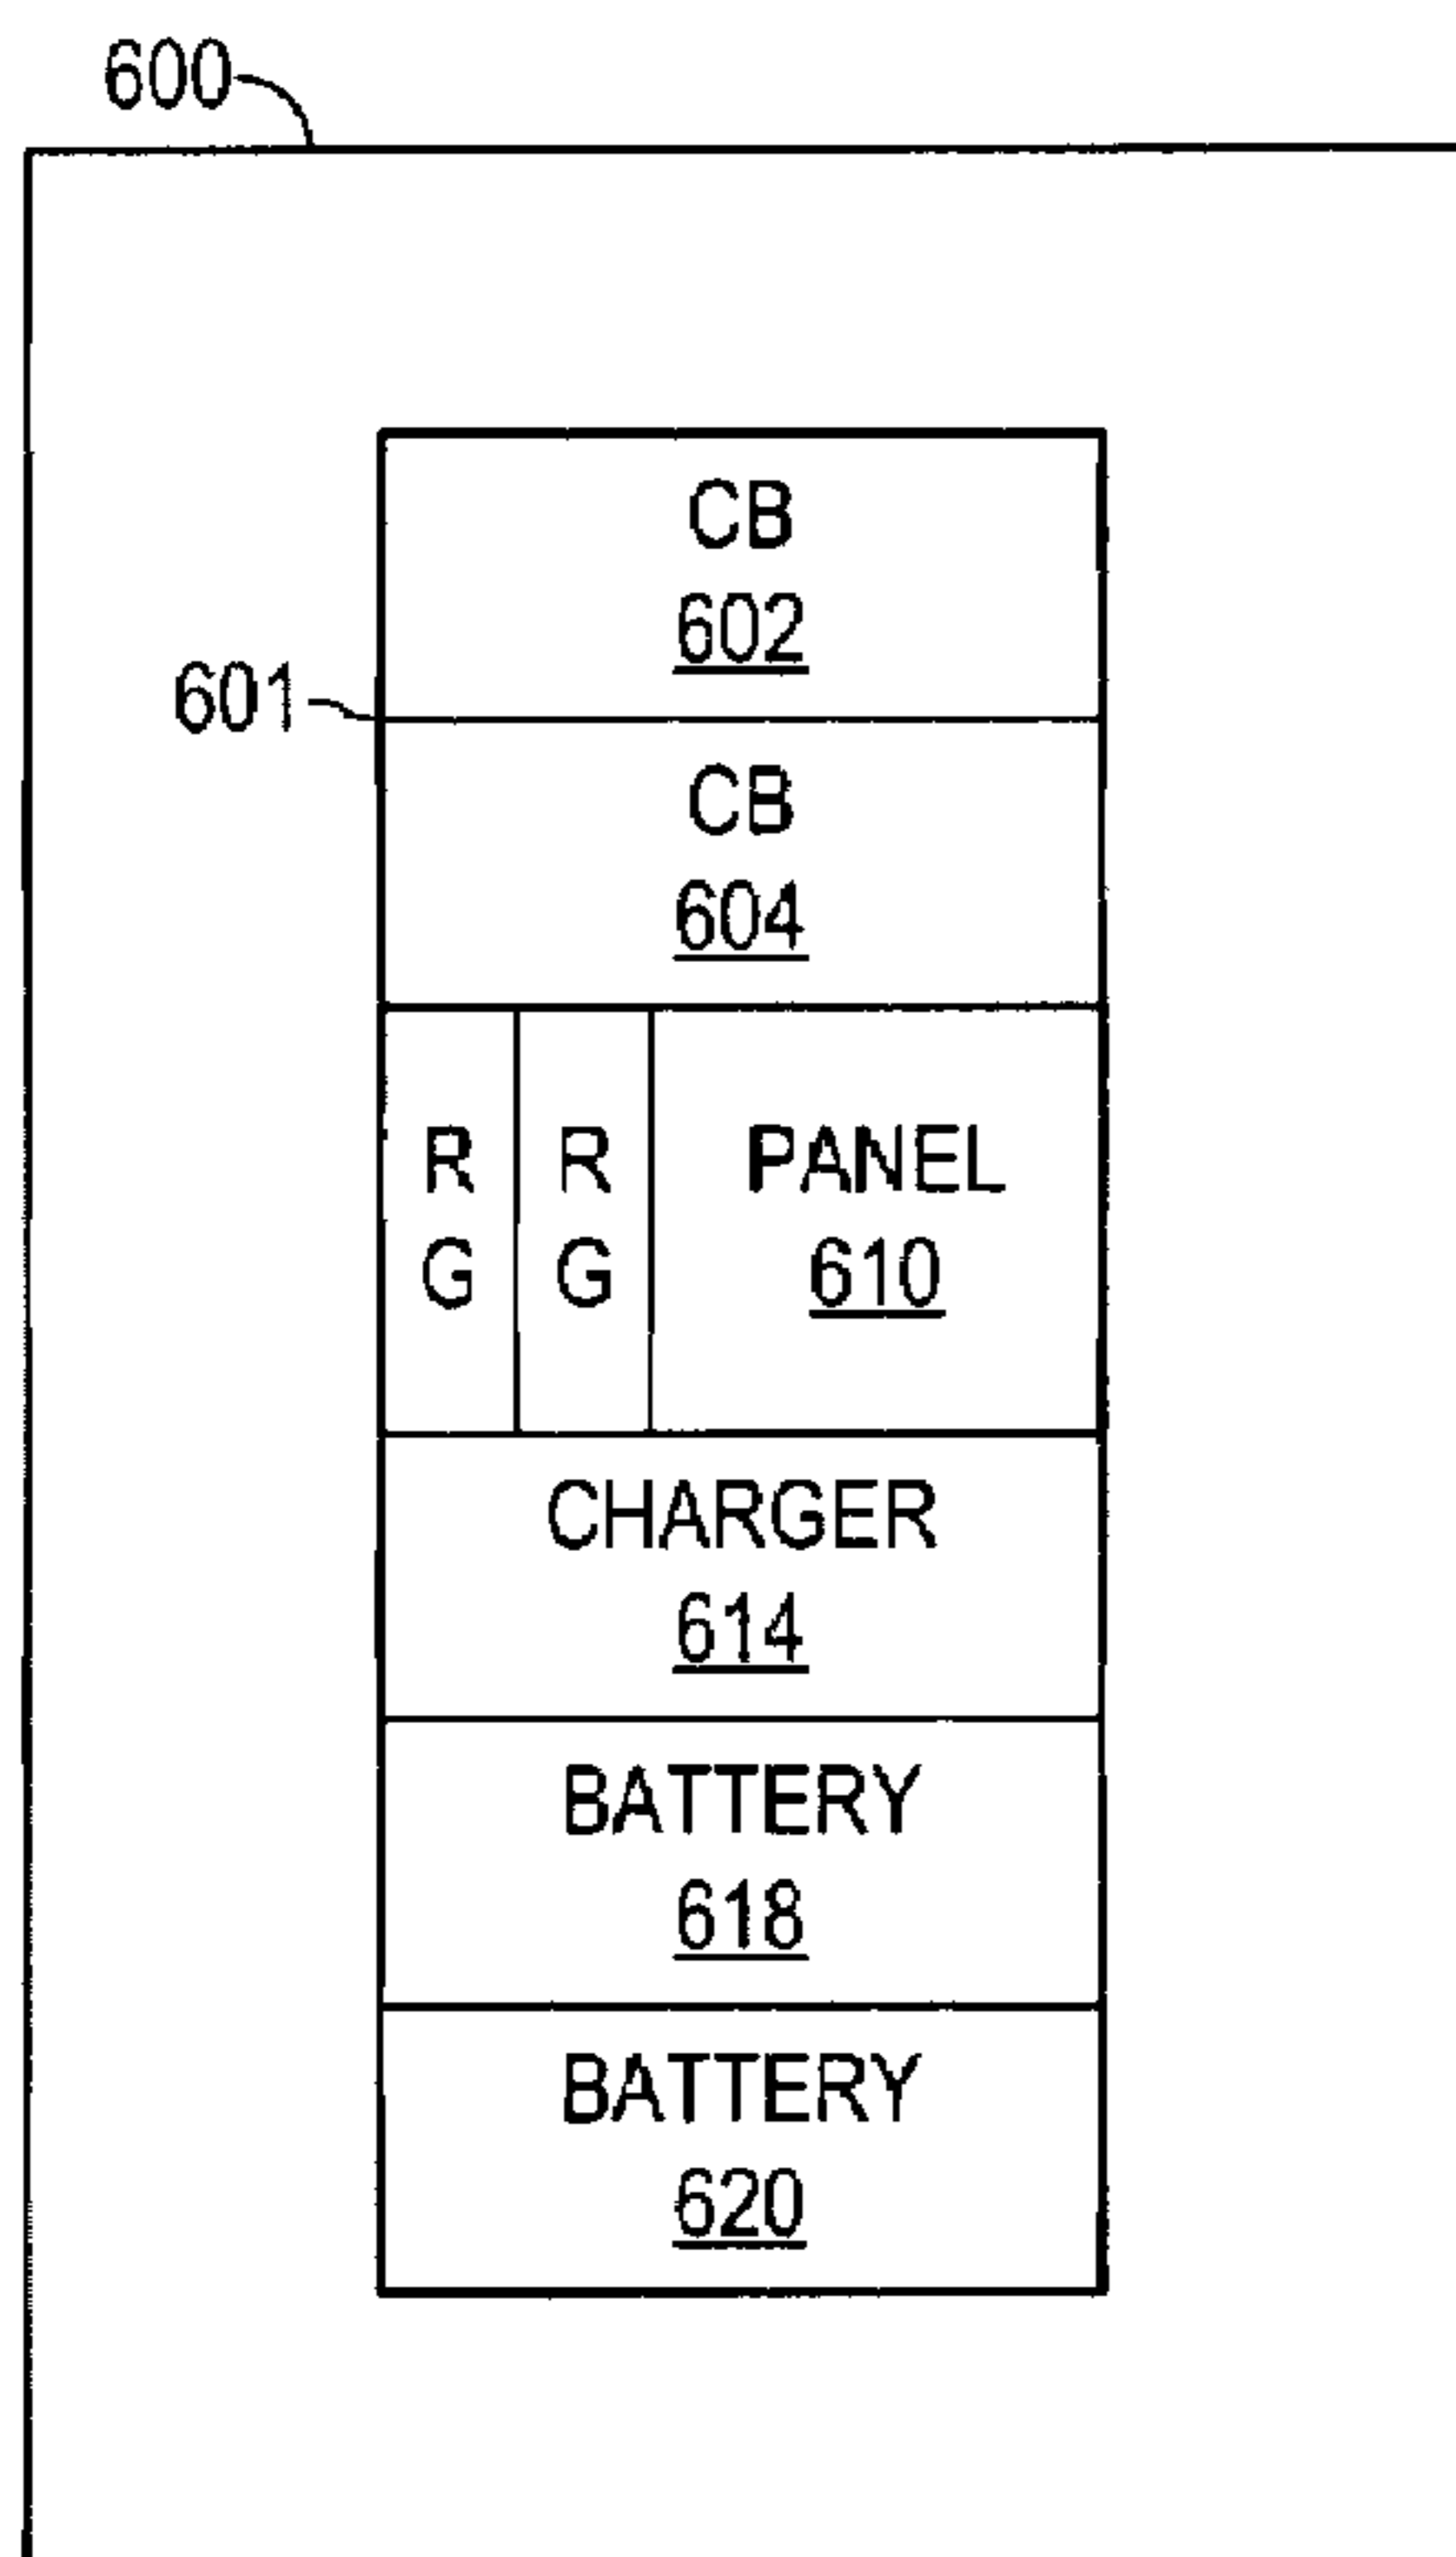 600
CB
602
601
CB
604
R R PANEL
G G 610
CHARGER
614
BATTERY
618
BATTERY
620